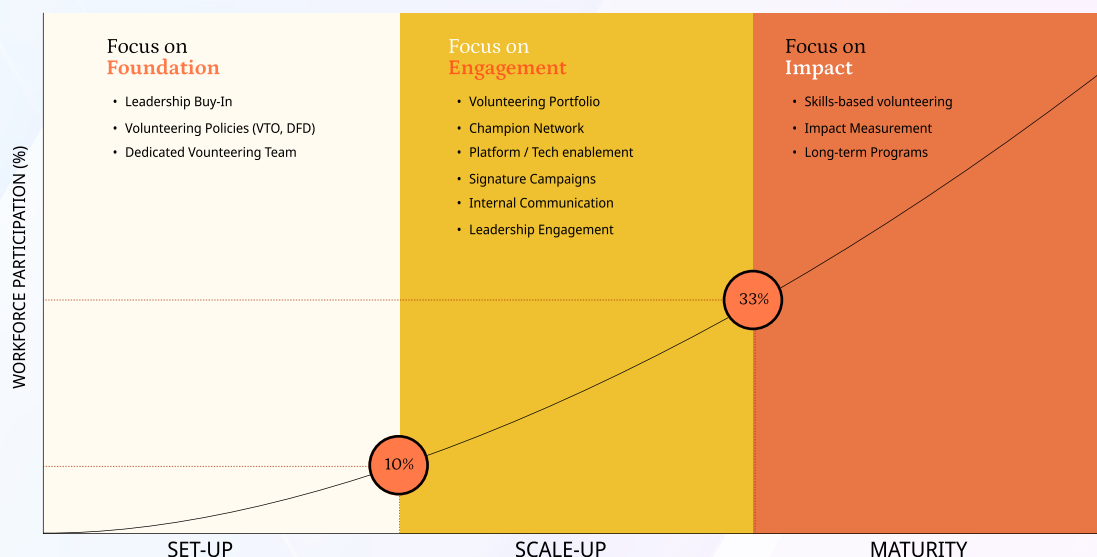 WORKFORCE PARTICIPATION (%)
Focus on
Foundation
• Leadership Buy-In
• Volunteering Policies (VTO, DFD)
• Dedicated Vounteering Team
Focus on
Engagement
• Volunteering Portfolio
• Champion Network
• Platform / Tech enablement
• Signature Campaigns
• Internal Communication
• Leadership Engagement
Focus on
Impact
• Skills-based volunteering
• Impact Measurement
• Long-term Programs
33%
10%
SET-UP
SCALE-UP
MATURITY